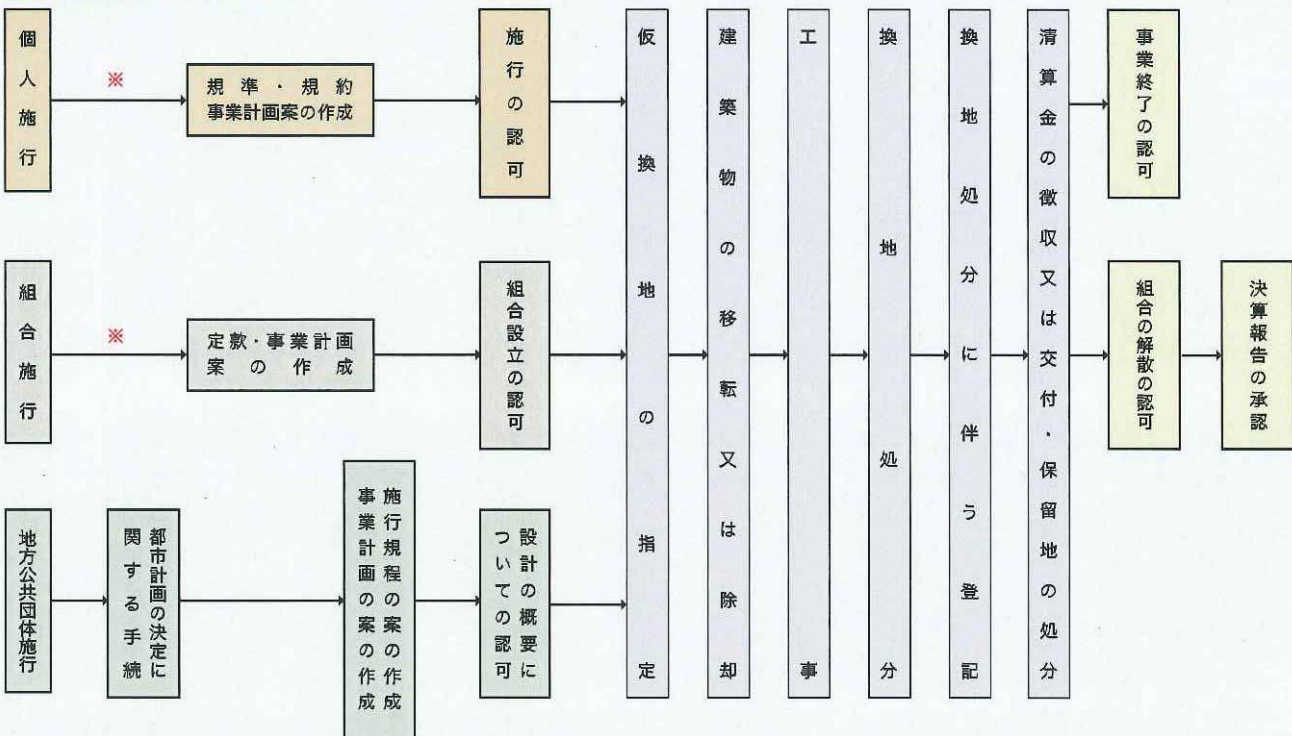 個人施行
※
規準・規約
事業計画案の作成
施行の認可
組合施行
※
定款・事業計画
案の作成
組合設立の認可
地方公共団体施行
都市計画の決定に
関する手続
施行規程の案の作成
事業計画の案の作成
設計の概要に
ついての認可
仮換地の指定
建築物の移転又は除却
工事
換地処分
換地処分に伴う登記
清算金の徴収又は交付・保留地の処分
事業終了の認可
組合の解散の認可
決算報告の承認